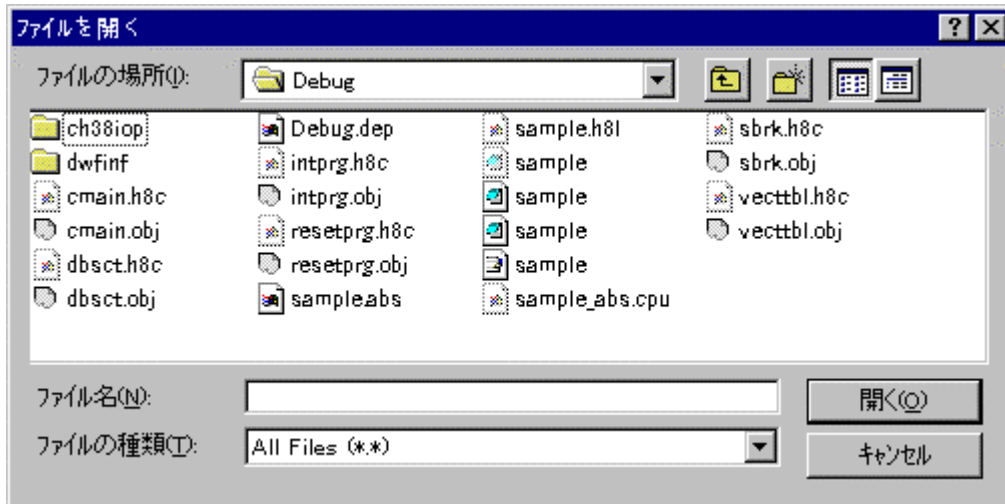 ファイルを開く
ファイルの場所(I):
Debug
ch38iop
dwfinf
cmain.h8c
cmain.obj
dbsct.h8c
dbsct.obj
Debug.dep
intprg.h8c
intprg.obj
resetprg.h8c
resetprg.obj
sample.abs
sample.h8l
sample
sample
sample
sample
sample_abs.cpu
sbrk.h8c
sbrk.obj
vecttbl.h8c
vecttbl.obj
ファイル名(N):
開く(O)
ファイルの種類(T):
All Files (*.*)
キャンセル